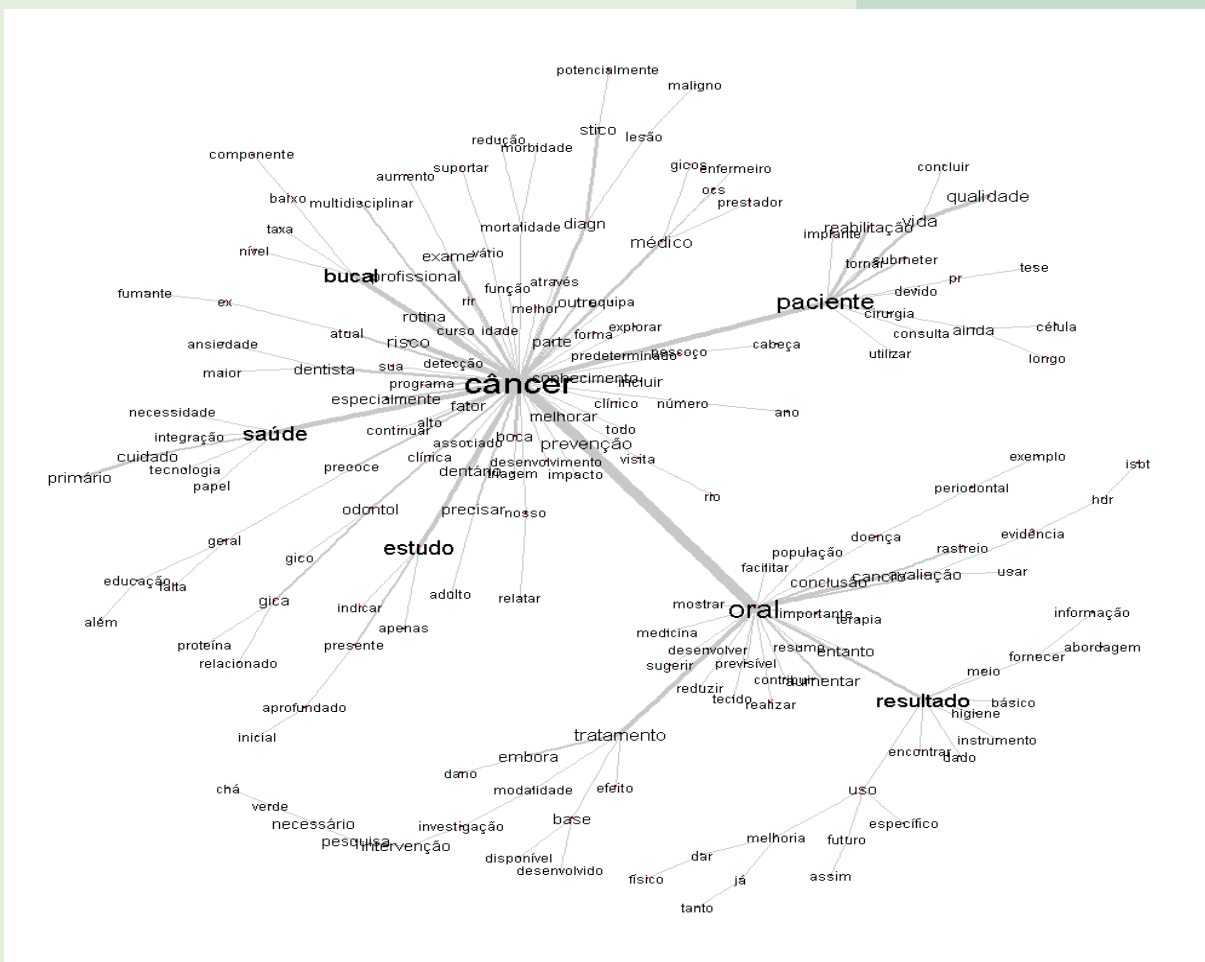 potencialmente
maligno
stico
lesão
redução
morbidade
componente
suportar
aumento
gicos
enfermeiro
concluir
ocs
prestador
qualidade
baixo
multidisciplinar
taxa
mortalidade
diagn
vida
reabilitação
implante
médico
nível
exame
vário
tornar
submeter
bucal
profissional
tese
pr
função
através
devido
fumante
ex
rir
melhor
outro
equipa
paciente
cirurgia
rotina
atual
curso
idade
forma
explorar
consulta
ainda
célula
ansiedade
risco
parte
predeterminado
pescoço
cabeça
utilizar
longo
maior
dentista
sua
detecção
programa
câncer
conhecimento
incluir
especialmente
fator
clínico
número
ano
necessidade
alto
continuar
melhorar
todo
integração
saúde
associado
boca
prevenção
cuidado
tecnologia
clínica
desenvolvimento
visita
primário
papel
precoce
dentário
triagem
impacto
exemplo
isbt
periodontal
rio
hdr
odontol
precisar
nosso
geral
estudo
doença
evidência
gico
população
rastreio
facilitar
educação
falta
conclusão
cancro
avaliação
usar
adulto
relatar
gica
indicar
mostrar
oral
importante
terapia
informação
além
apenas
medicina
proteína
presente
desenvolver
resumo
entanto
abordagem
relacionado
sugerir
previsível
fornecer
meio
contribuir
aumentar
reduzir
tecido
realizar
resultado
básico
aprofundado
higiene
inicial
tratamento
instrumento
encontrar
dado
embora
dano
chá
modalidade
efeito
uso
verde
necessário
investigação
base
específico
pesquisa
intervenção
melhoria
futuro
disponível
desenvolvido
dar
físico
já
assim
tanto